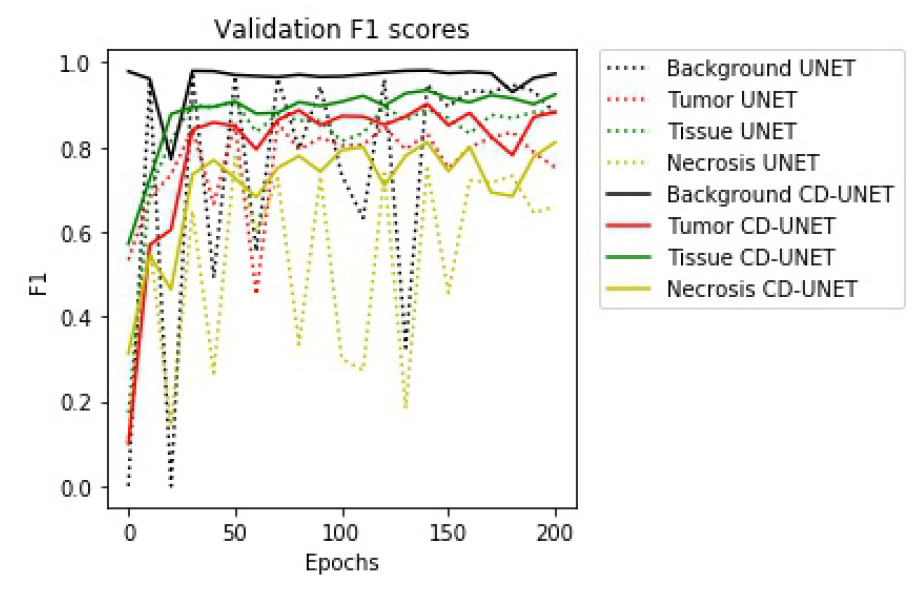 Validation F1 scores
1.0
0.8
0.6
0.4
0.2
0.0
F1
0 50 100 150 200
Epochs
Background UNET
Tumor UNET
Tissue UNET
Necrosis UNET
Background CD-UNET
Tumor CD-UNET
Tissue CD-UNET
Necrosis CD-UNET